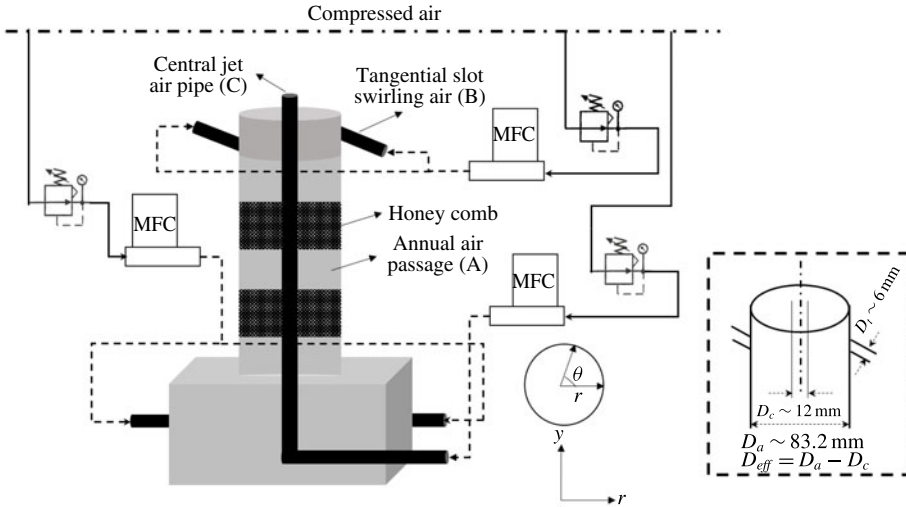 Compressed air
Central jet
air pipe (C)
Tangential slot
swirling air (B)
MFC
Honey comb
MFC
Annual air
passage (A)
MFC
θ
r
y
r
D_t ~ 6 mm
D_c ~ 12 mm
D_a ~ 83.2 mm
D_eff = D_a − D_c